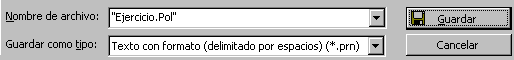 Nombre de archivo: "Ejercicio.Pol" Guardar
Guardar como tipo: Texto con formato (delimitado por espacios) (*.prn) Cancelar